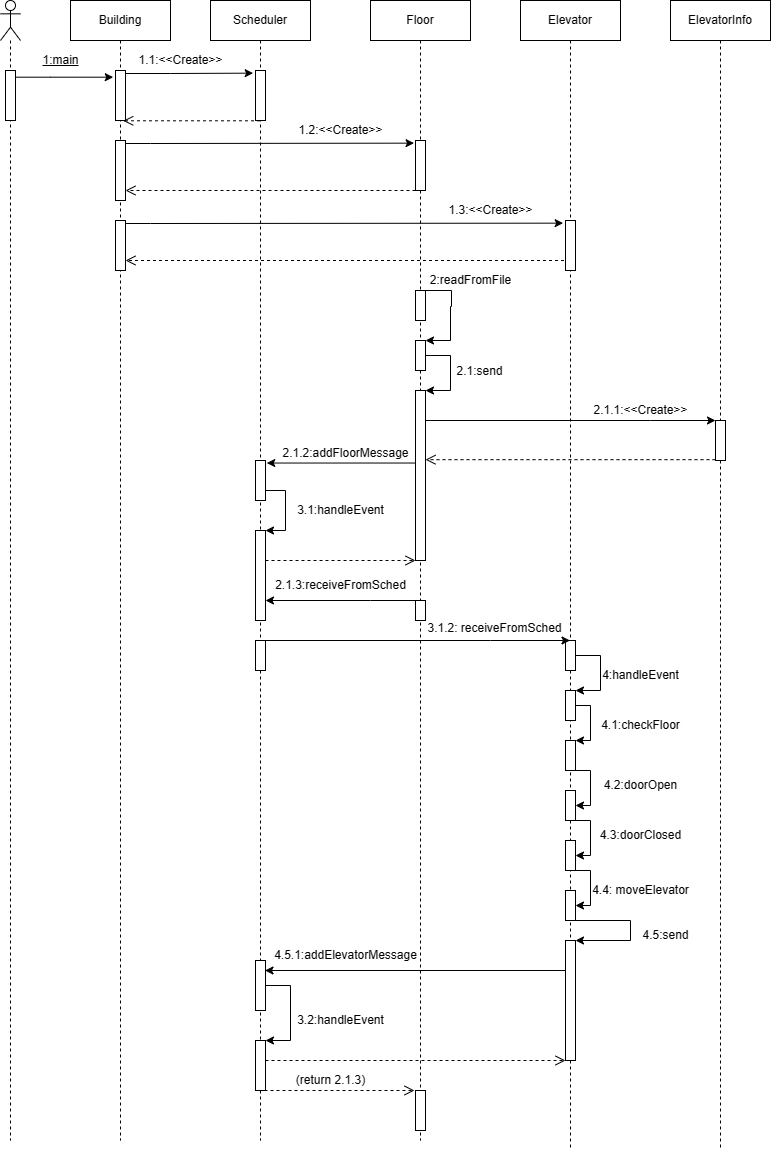 Building
Scheduler
Floor
Elevator
ElevatorInfo
1:main
1.1:<<Create>>
1.2:<<Create>>
1.3:<<Create>>
2:readFromFile
2.1:send
2.1.1:<<Create>>
2.1.2:addFloorMessage
3.1:handleEvent
2.1.3:receiveFromSched
3.1.2: receiveFromSched
4:handleEvent
4.1:checkFloor
4.2:doorOpen
4.3:doorClosed
4.4: moveElevator
4.5:send
4.5.1:addElevatorMessage
3.2:handleEvent
(return 2.1.3)